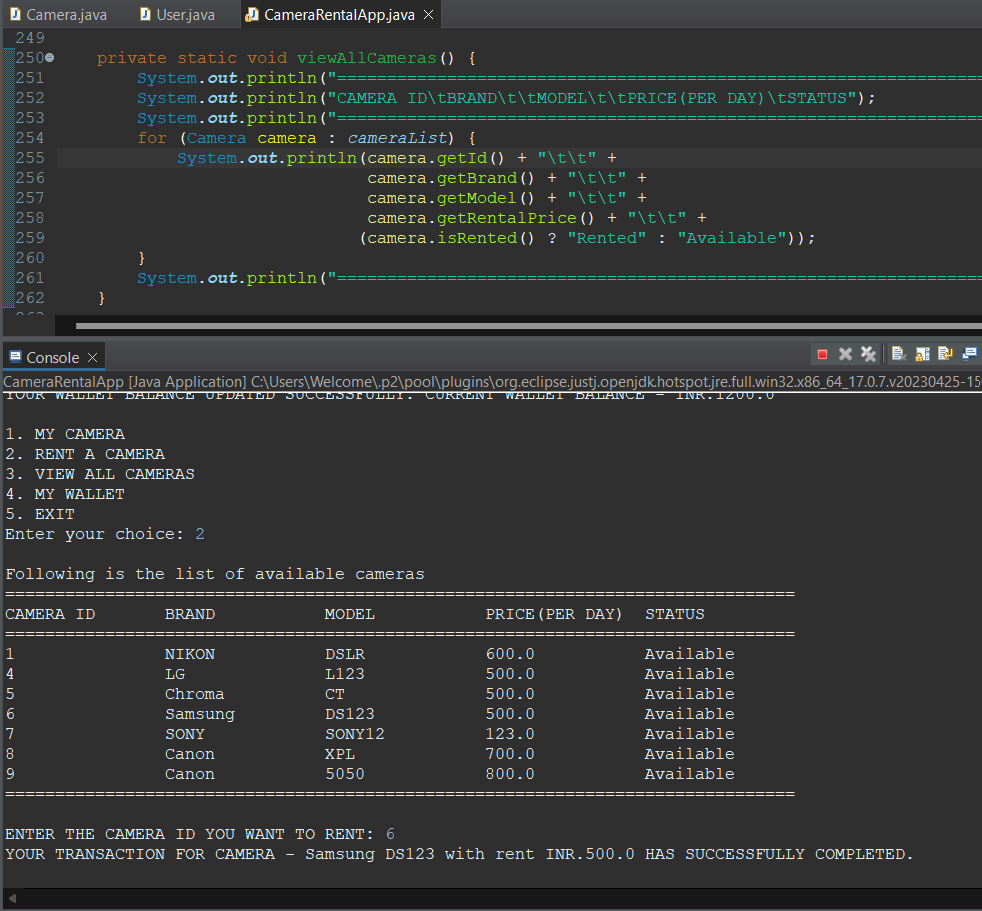 Camera.java User.java CameraRentalApp.java
249
250 private static void viewAllCameras() {
251 System.out.println("==================================================================
252 System.out.println("CAMERA ID\tBRAND\t\tMODEL\t\tPRICE(PER DAY)\tSTATUS");
253 System.out.println("==================================================================
254 for (Camera camera : cameraList) {
255 System.out.println(camera.getId() + "\t\t" +
256 camera.getBrand() + "\t\t" +
257 camera.getModel() + "\t\t" +
258 camera.getRentalPrice() + "\t\t" +
259 (camera.isRented() ? "Rented" : "Available"));
260 }
261 System.out.println("==================================================================
262 }
Console
CameraRentalApp [Java Application] C:\Users\Welcome\.p2\pool\plugins\org.eclipse.justj.openjdk.hotspot.jre.full.win32.x86_64_17.0.7.v20230425-15
YOUR WALLET BALANCE UPDATED SUCCESSFULLY. CURRENT WALLET BALANCE - INR.1200.0
1. MY CAMERA
2. RENT A CAMERA
3. VIEW ALL CAMERAS
4. MY WALLET
5. EXIT
Enter your choice: 2
Following is the list of available cameras
===============================================================================
CAMERA ID BRAND MODEL PRICE(PER DAY) STATUS
===============================================================================
1 NIKON DSLR 600.0 Available
4 LG L123 500.0 Available
5 Chroma CT 500.0 Available
6 Samsung DS123 500.0 Available
7 SONY SONY12 123.0 Available
8 Canon XPL 700.0 Available
9 Canon 5050 800.0 Available
===============================================================================
ENTER THE CAMERA ID YOU WANT TO RENT: 6
YOUR TRANSACTION FOR CAMERA - Samsung DS123 with rent INR.500.0 HAS SUCCESSFULLY COMPLETED.